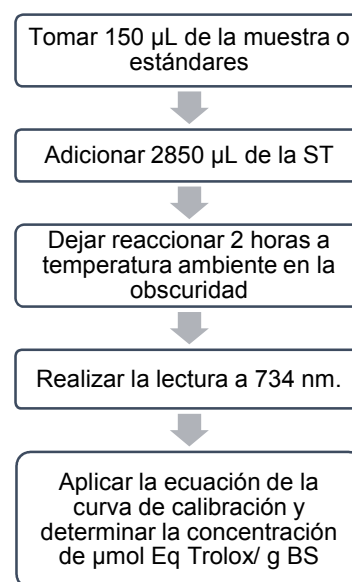 Tomar 150 µL de la muestra o
estándares
Adicionar 2850 µL de la ST
Dejar reaccionar 2 horas a
temperatura ambiente en la
obscuridad
Realizar la lectura a 734 nm.
Aplicar la ecuación de la
curva de calibración y
determinar la concentración
de µmol Eq Trolox/ g BS